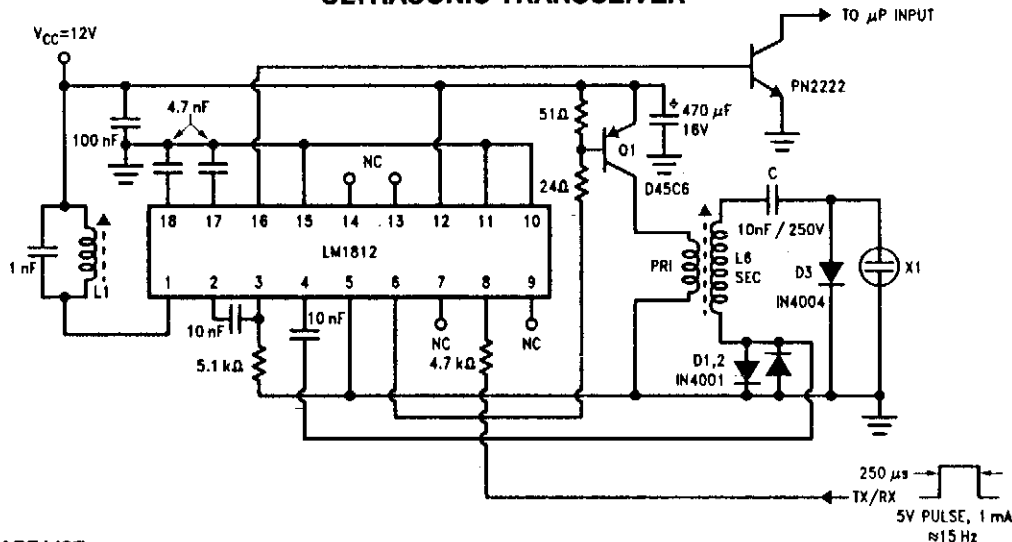 ULTRASONIC TRANSCEIVER
TO µP INPUT
VCC=12V
PN2222
4.7 nF
100 nF
51Ω
470 µF
16V
+
NC
Q1
24Ω
D45C6
C
10nF / 250V
18 17 16 15 14 13 12 11 10
LM1812
1 2 3 4 5 6 7 8 9
1 nF
L1
PRI
L6
SEC
D3
IN4004
X1
10 nF
10 nF
NC
NC
5.1 kΩ
4.7 kΩ
D1,2
IN4001
250 µs
TX/RX
5V PULSE, 1 mA
≈15 Hz